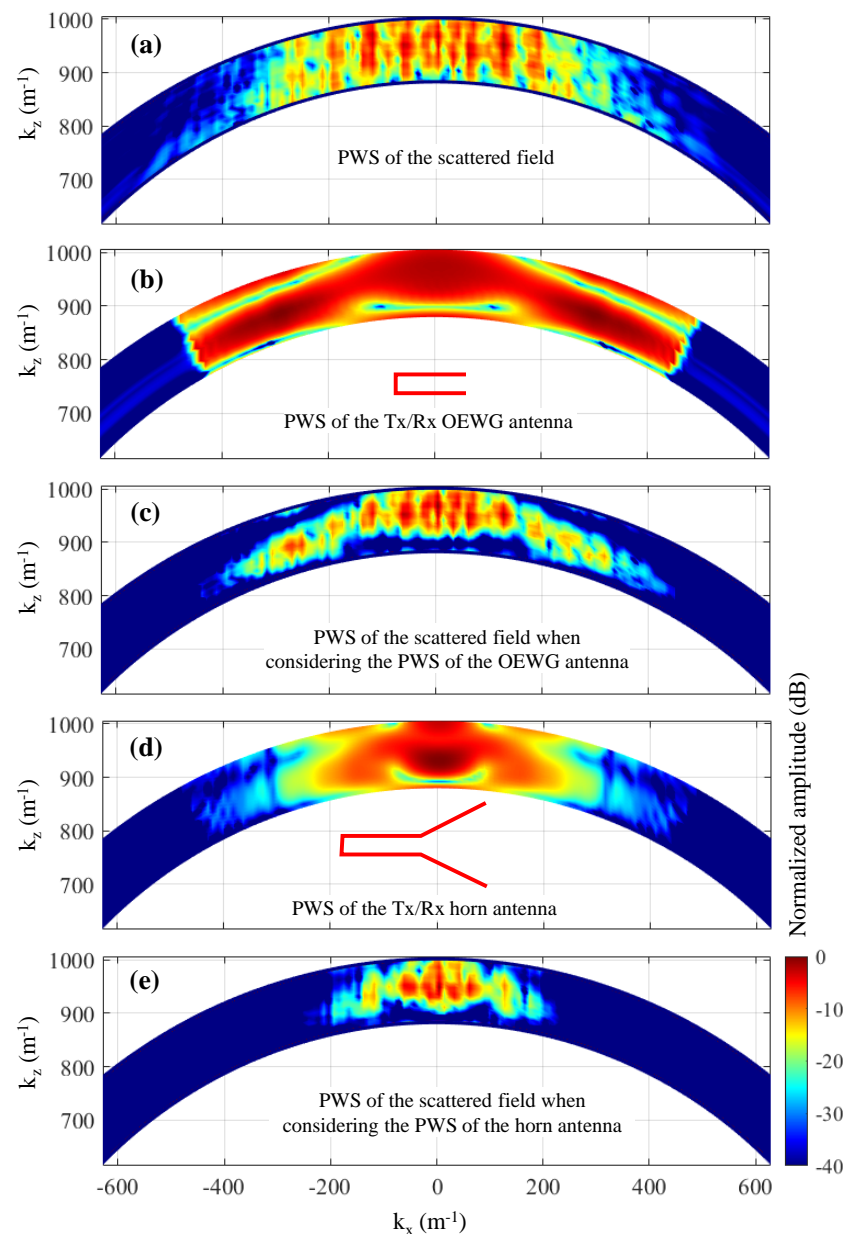 (a)
1000
900
800
700
k_z (m^-1)
PWS of the scattered field
(b)
1000
900
800
700
k_z (m^-1)
PWS of the Tx/Rx OEWG antenna
(c)
1000
900
800
700
k_z (m^-1)
PWS of the scattered field when
considering the PWS of the OEWG antenna
(d)
1000
900
800
700
k_z (m^-1)
PWS of the Tx/Rx horn antenna
(e)
1000
900
800
700
k_z (m^-1)
PWS of the scattered field when
considering the PWS of the horn antenna
-600 -400 -200 0 200 400 600
k_x (m^-1)
Normalized amplitude (dB)
0
-10
-20
-30
-40